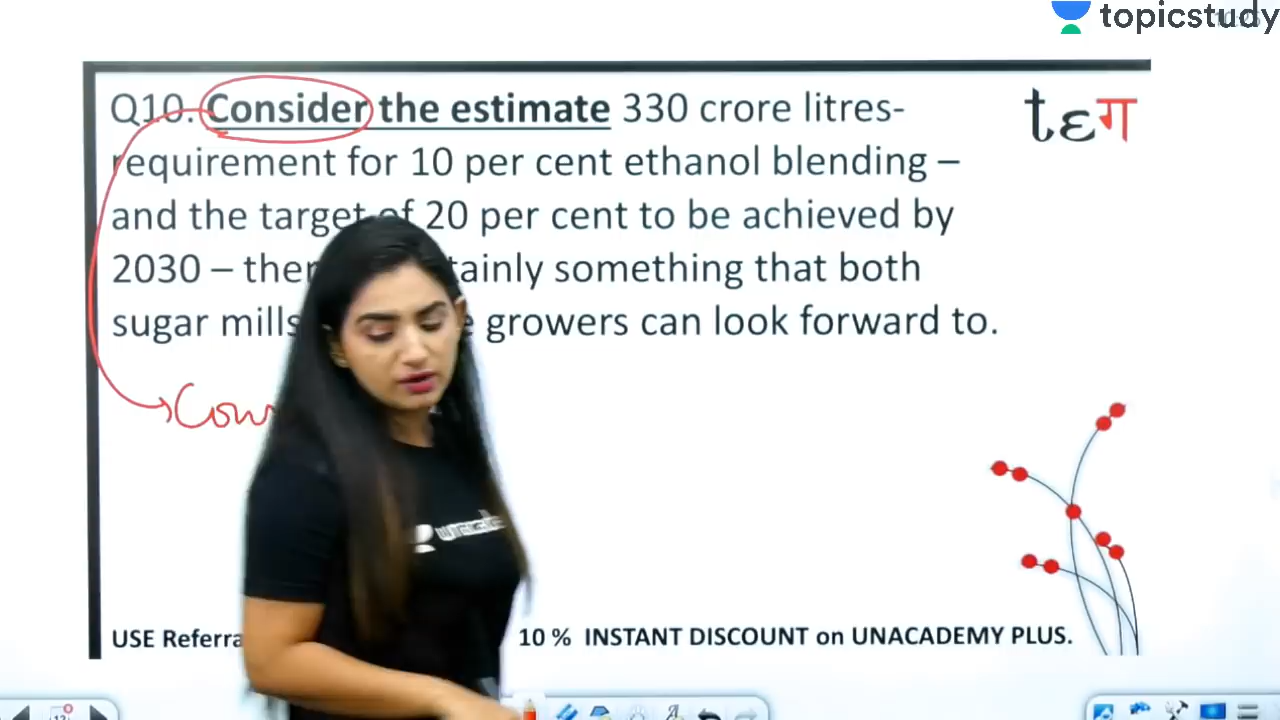 topicstudy
Q10. Consider the estimate 330 crore litres-
tεग
requirement for 10 per cent ethanol blending –
and the target of 20 per cent to be achieved by
2030 – tainly something that both
sugar mills growers can look forward to.
USE 10 % INSTANT DISCOUNT on UNACADEMY PLUS.